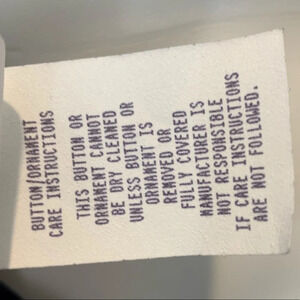 BUTTON/ORNAMENT
CARE INSTRUCTIONS
THIS BUTTON OR
ORNAMENT CANNOT
BE DRY CLEANED
UNLESS BUTTON OR
ORNAMENT IS
REMOVED OR
FULLY COVERED
MANUFACTURER IS
NOT RESPONSIBLE
IF CARE INSTRUCTIONS
ARE NOT FOLLOWED.